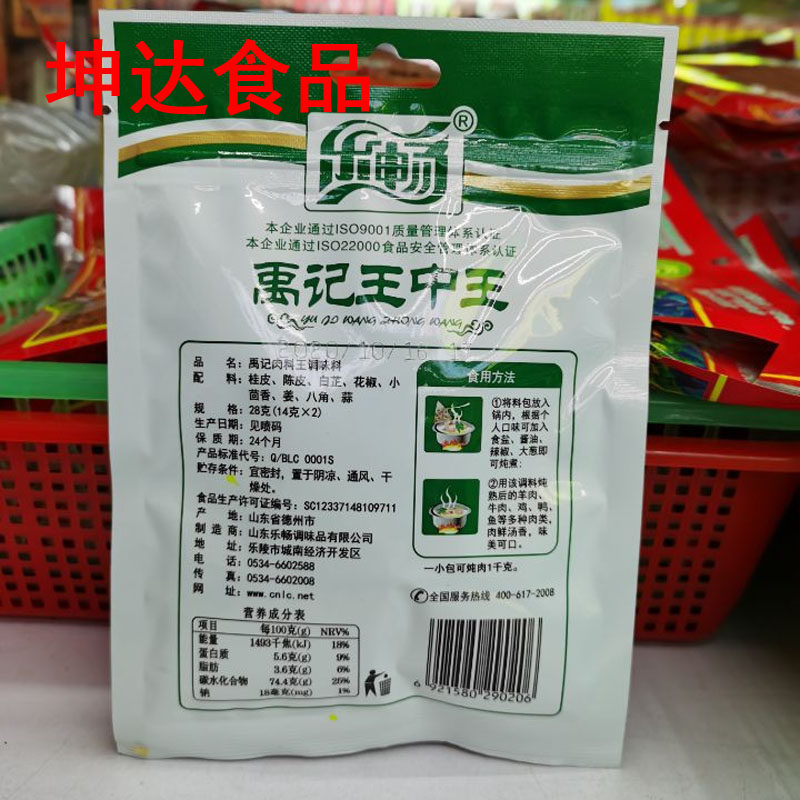 坤达食品
乐畅®
本企业通过ISO9001质量管理体系认证
本企业通过ISO22000食品安全管理体系认证
禹记王中王
YU JI WANG ZHONG WANG
2020/10/16
品 名：禹记肉料王调味料
配 料：桂皮、陈皮、白芷、花椒、小
茴香、姜、八角、蒜
规 格：28克(14克×2)
生产日期：见喷码
保 质 期：24个月
产品标准代号：Q/BLC 0001S
贮存条件：宜密封，置于阴凉、通风、干
燥处。
食品生产许可证编号：SC12337148109711
产 地：山东省德州市
制 造 商：山东乐畅调味品有限公司
地 址：乐陵市城南经济开发区
电 话：0534-6602588
传 真：0534-6602008
网 址：www.cnlc.net
营养成分表
项目 每100克(g) NRV%
能量 1493千焦(kJ) 18%
蛋白质 5.6克(g) 9%
脂肪 3.6克(g) 6%
碳水化合物 74.4克(g) 25%
钠 18毫克(mg) 1%
食用方法
①将料包放入
锅内，根据个
人口味可加入
食盐、酱油、
辣椒、大葱即
可炖煮；
②用该调料炖
熟后的羊肉、
牛肉、鸡、鸭、
鱼等多种肉类，
肉鲜汤香，味
美可口。
一小包可炖肉1千克。
全国服务热线 400-617-2008
6 921580 290206